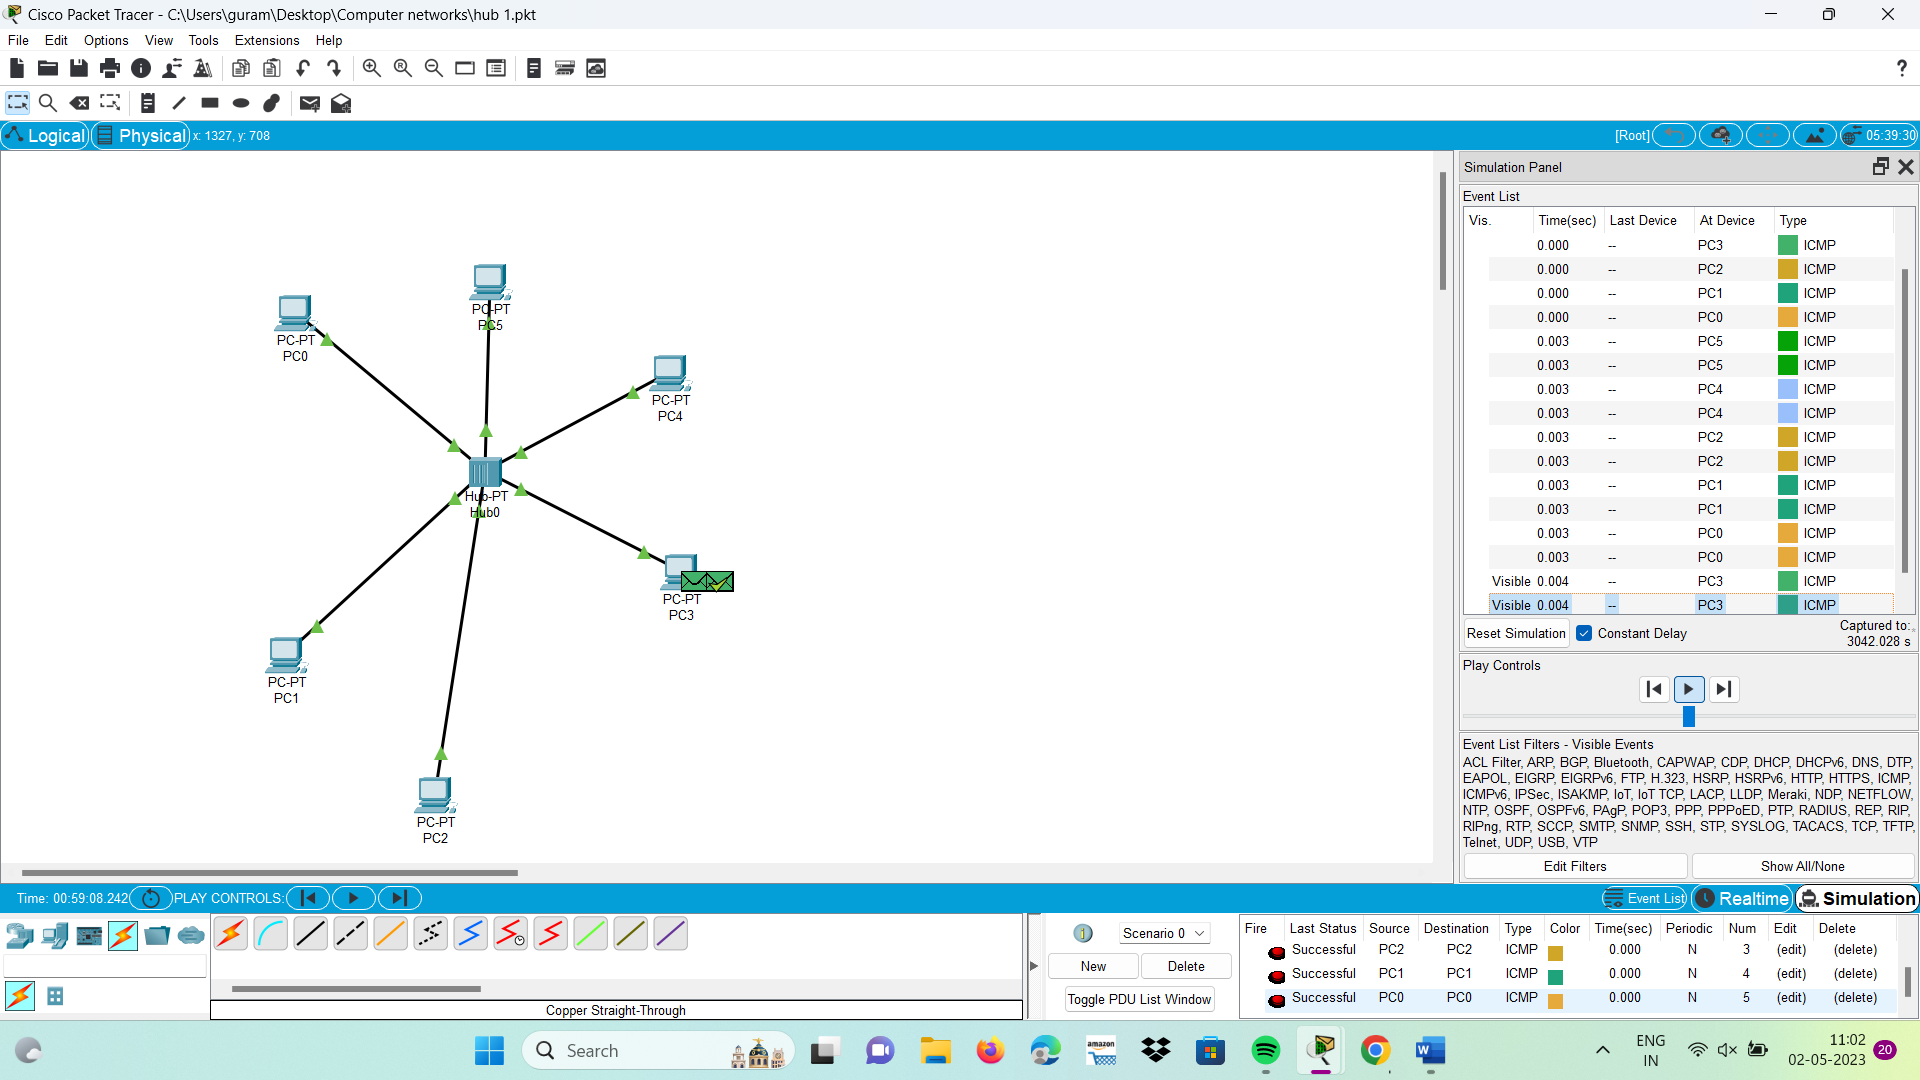 Cisco Packet Tracer - C:\Users\guram\Desktop\Computer networks\hub 1.pkt
File Edit Options View Tools Extensions Help
Logical Physical x: 1327, y: 708 [Root] 05:39:30
PC-PT
PC5
PC-PT
PC0
PC-PT
PC4
Hub-PT
Hub0
PC-PT
PC3
PC-PT
PC1
PC-PT
PC2
Simulation Panel
Event List
Vis. Time(sec) Last Device At Device Type
0.000 -- PC3 ICMP
0.000 -- PC2 ICMP
0.000 -- PC1 ICMP
0.000 -- PC0 ICMP
0.003 -- PC5 ICMP
0.003 -- PC5 ICMP
0.003 -- PC4 ICMP
0.003 -- PC4 ICMP
0.003 -- PC2 ICMP
0.003 -- PC2 ICMP
0.003 -- PC1 ICMP
0.003 -- PC1 ICMP
0.003 -- PC0 ICMP
0.003 -- PC0 ICMP
Visible 0.004 -- PC3 ICMP
Visible 0.004 -- PC3 ICMP
Reset Simulation Constant Delay Captured to:
3042.028 s
Play Controls
Event List Filters - Visible Events
ACL Filter, ARP, BGP, Bluetooth, CAPWAP, CDP, DHCP, DHCPv6, DNS, DTP,
EAPOL, EIGRP, EIGRPv6, FTP, H.323, HSRP, HSRPv6, HTTP, HTTPS, ICMP,
ICMPv6, IPSec, ISAKMP, IoT, IoT TCP, LACP, LLDP, Meraki, NDP, NETFLOW,
NTP, OSPF, OSPFv6, PAgP, POP3, PPP, PPPoED, PTP, RADIUS, REP, RIP,
RIPng, RTP, SCCP, SMTP, SNMP, SSH, STP, SYSLOG, TACACS, TCP, TFTP,
Telnet, UDP, USB, VTP
Edit Filters Show All/None
Time: 00:59:08.242 PLAY CONTROLS: Event List Realtime Simulation
Copper Straight-Through
Scenario 0
New Delete
Toggle PDU List Window
Fire Last Status Source Destination Type Color Time(sec) Periodic Num Edit Delete
Successful PC2 PC2 ICMP 0.000 N 3 (edit) (delete)
Successful PC1 PC1 ICMP 0.000 N 4 (edit) (delete)
Successful PC0 PC0 ICMP 0.000 N 5 (edit) (delete)
Search
amazon
ENG
IN
11:02
02-05-2023
20